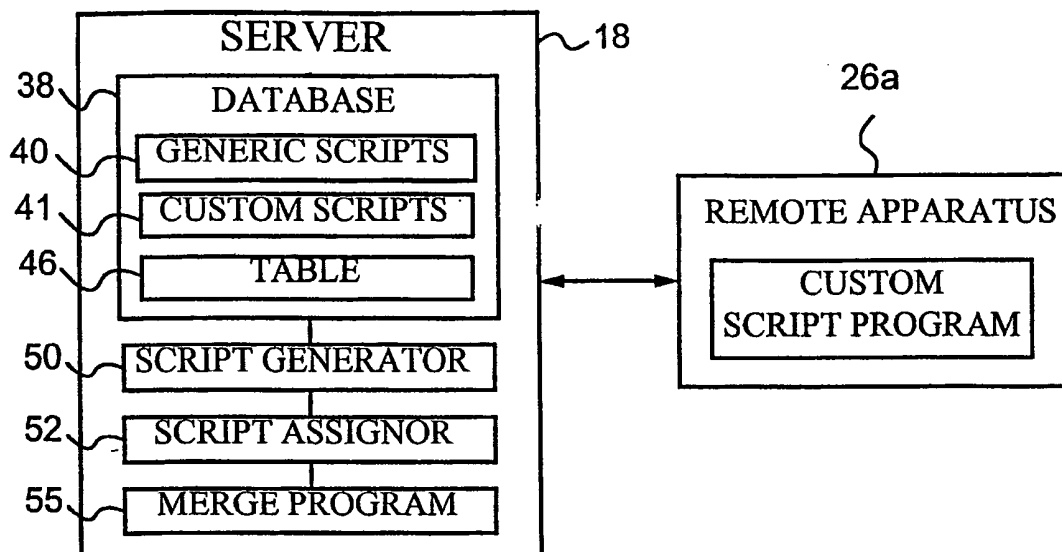 SERVER
18
38
DATABASE
40
GENERIC SCRIPTS
41
CUSTOM SCRIPTS
46
TABLE
50
SCRIPT GENERATOR
52
SCRIPT ASSIGNOR
55
MERGE PROGRAM
26a
REMOTE APPARATUS
CUSTOM
SCRIPT PROGRAM